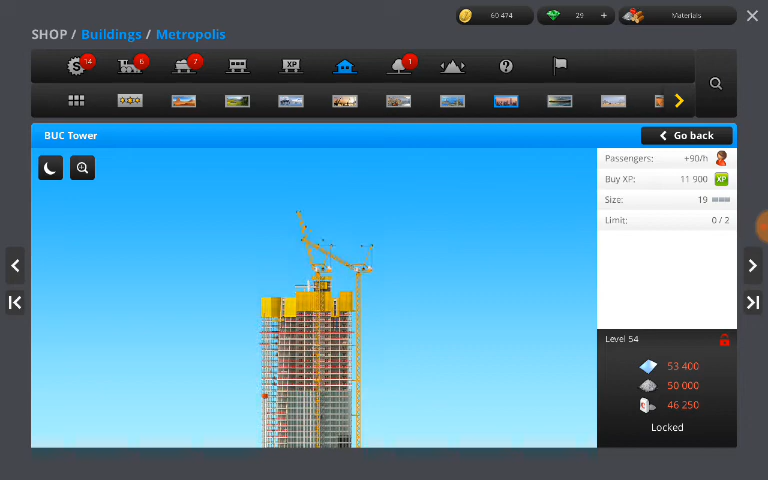 60 474
29 +
Materials
SHOP / Buildings / Metropolis
14
6
7
XP
1
BUC Tower
Go back
Passengers: +90/h
Buy XP: 11 900 XP
Size: 19
Limit: 0 / 2
Level 54
53 400
50 000
46 250
Locked